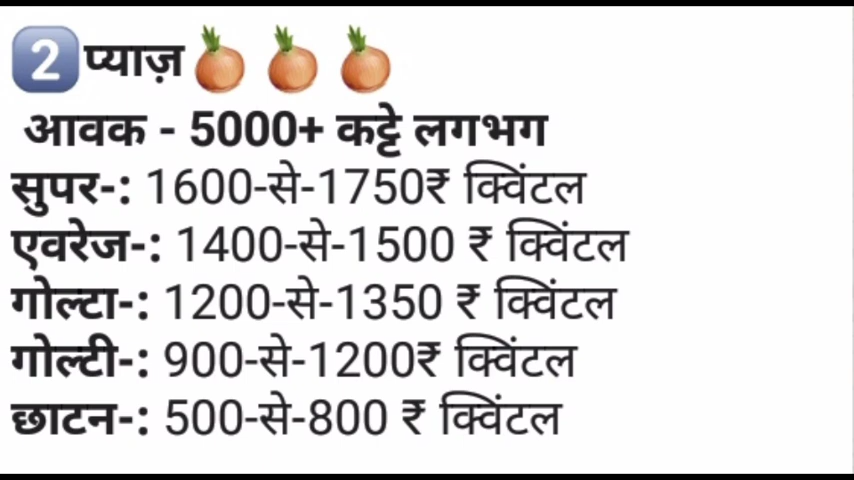 2 प्याज़
आवक - 5000+ कट्टे लगभग
सुपर-: 1600-से-1750₹ क्विंटल
एवरेज-: 1400-से-1500 ₹ क्विंटल
गोल्टा-: 1200-से-1350 ₹ क्विंटल
गोल्टी-: 900-से-1200₹ क्विंटल
छाटन-: 500-से-800 ₹ क्विंटल